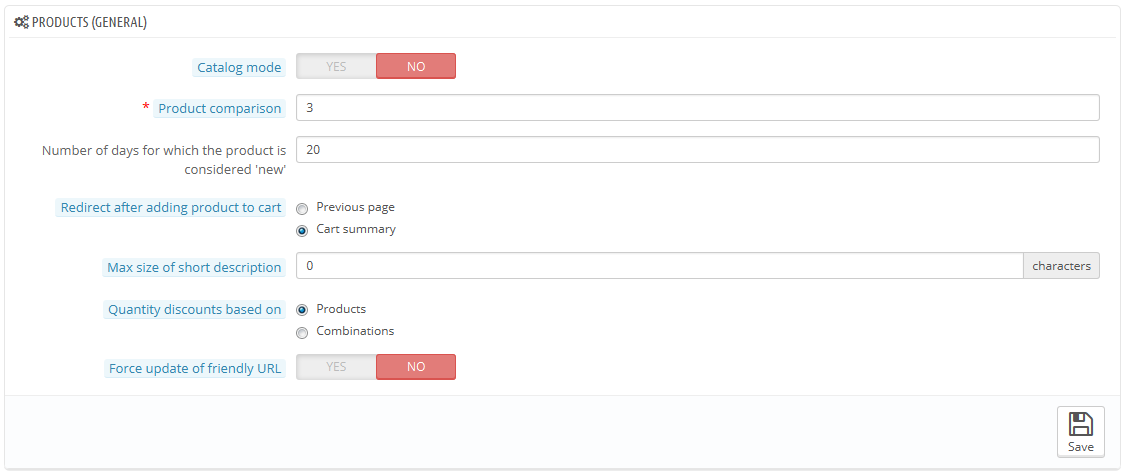 PRODUCTS (GENERAL)
Catalog mode YES NO
* Product comparison 3
Number of days for which the product is 20
considered 'new'
Redirect after adding product to cart Previous page
Cart summary
Max size of short description 0 characters
Quantity discounts based on Products
Combinations
Force update of friendly URL YES NO
Save